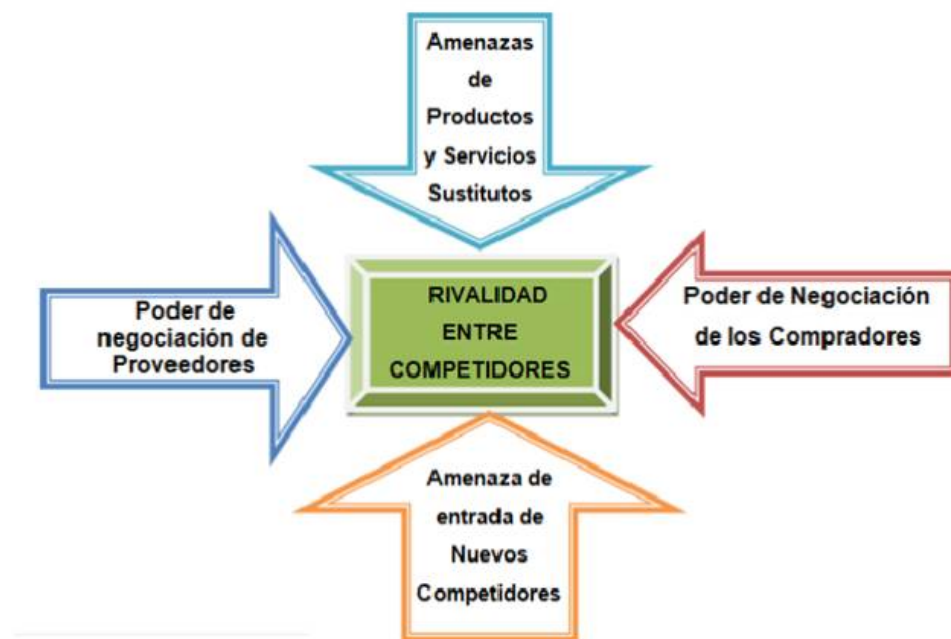 Amenazas
de
Productos
y Servicios
Sustitutos
Poder de
negociación de
Proveedores
RIVALIDAD
ENTRE
COMPETIDORES
Poder de Negociación
de los Compradores
Amenaza de
entrada de
Nuevos
Competidores